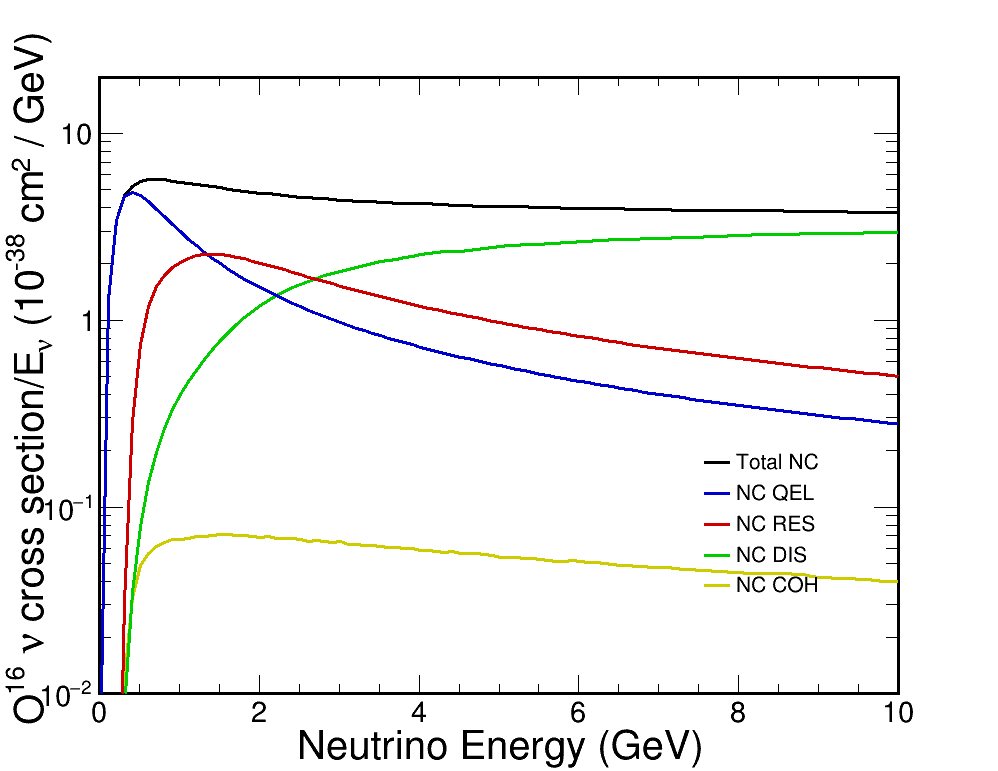 O¹⁶ ν cross section/Eᵥ (10⁻³⁸ cm² / GeV)
10
1
10⁻¹
10⁻²
Total NC
NC QEL
NC RES
NC DIS
NC COH
0 2 4 6 8 10
Neutrino Energy (GeV)